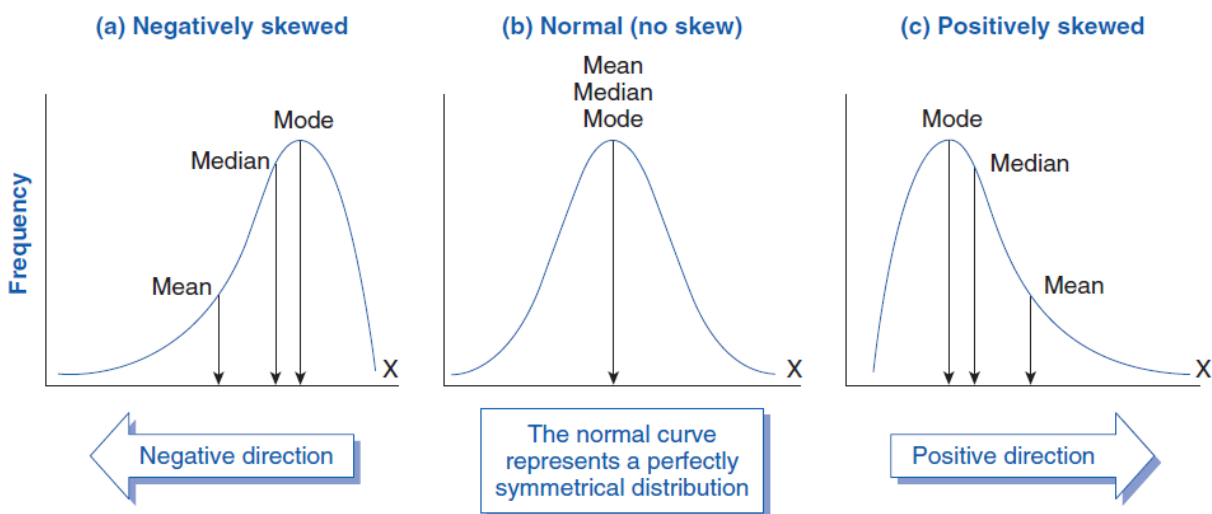 (a) Negatively skewed
Frequency
Mode
Median
Mean
X
Negative direction
(b) Normal (no skew)
Mean
Median
Mode
X
The normal curve
represents a perfectly
symmetrical distribution
(c) Positively skewed
Mode
Median
Mean
X
Positive direction